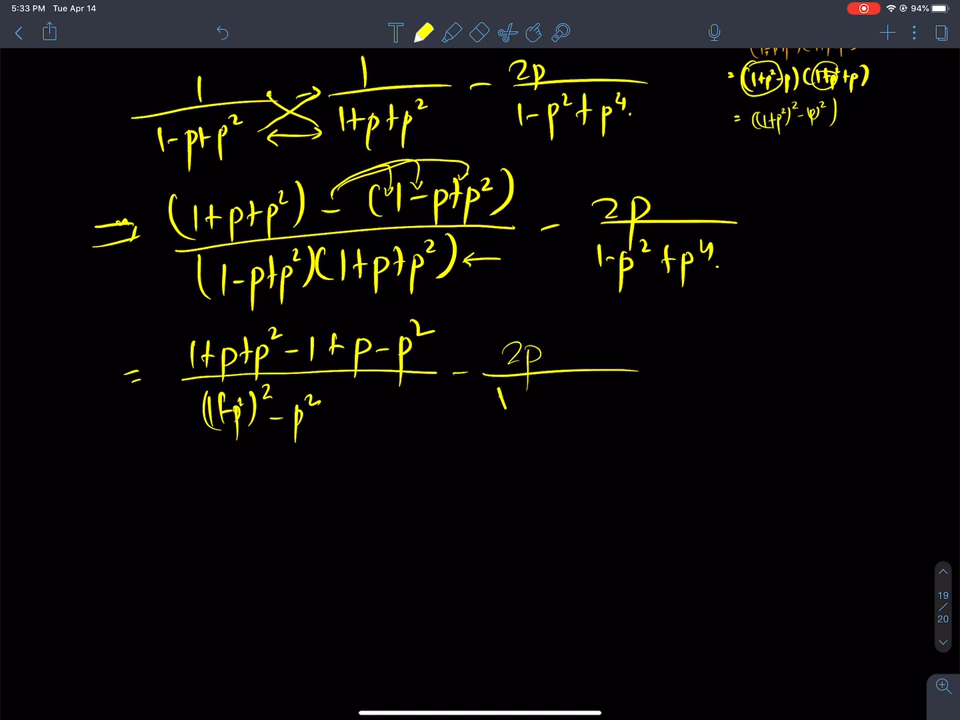 5:33 PM Tue Apr 14 94%
= (1+p²-p)(1+p²+p)
= ((1+p²)² - (p)²)
1/(1-p+p²) 1/(1+p+p²) - 2p/(1-p²+p⁴.
⇒ ((1+p+p²) - (1-p+p²))/((1-p+p²)(1+p+p²)) ← - 2p/(1-p²+p⁴.
= (1+p+p²-1+p-p²)/((1+p²)²-p²) - 2p/1
19
/
20